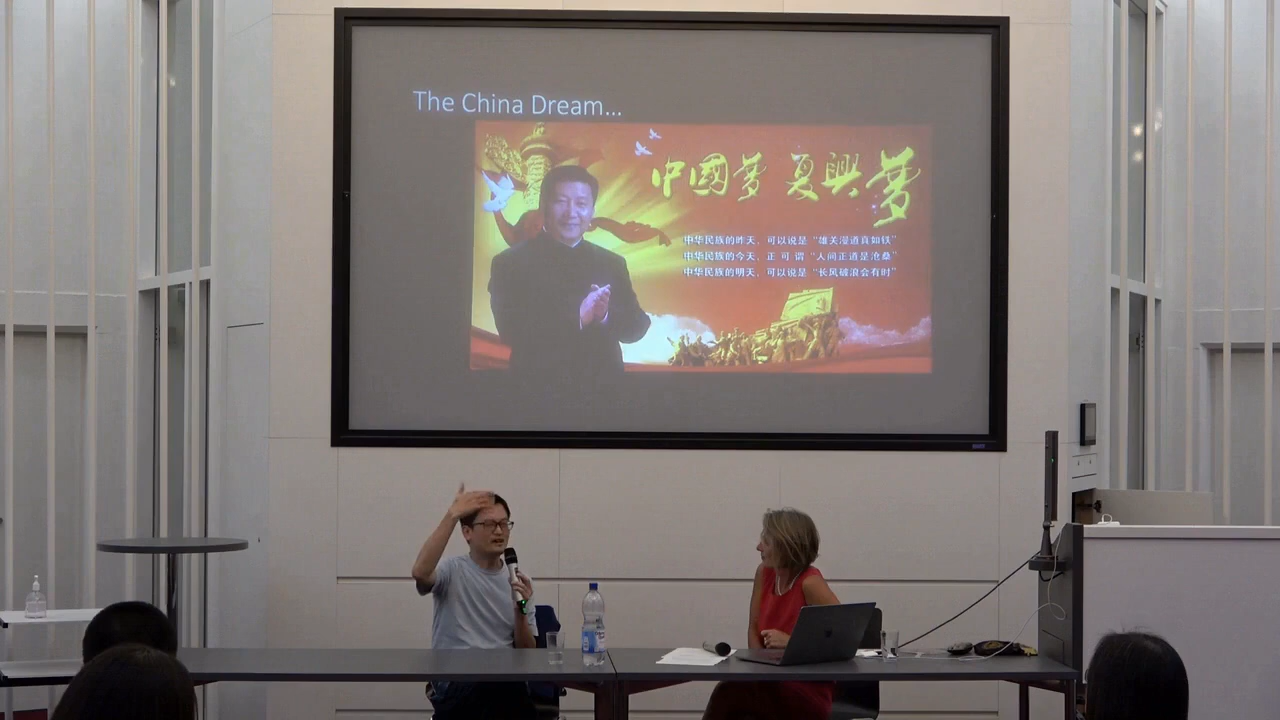 The China Dream...
中國梦 复興梦
中华民族的昨天，可以说是“雄关漫道真如铁”
中华民族的今天，正可谓“人间正道是沧桑”
中华民族的明天，可以说是“长风破浪会有时”